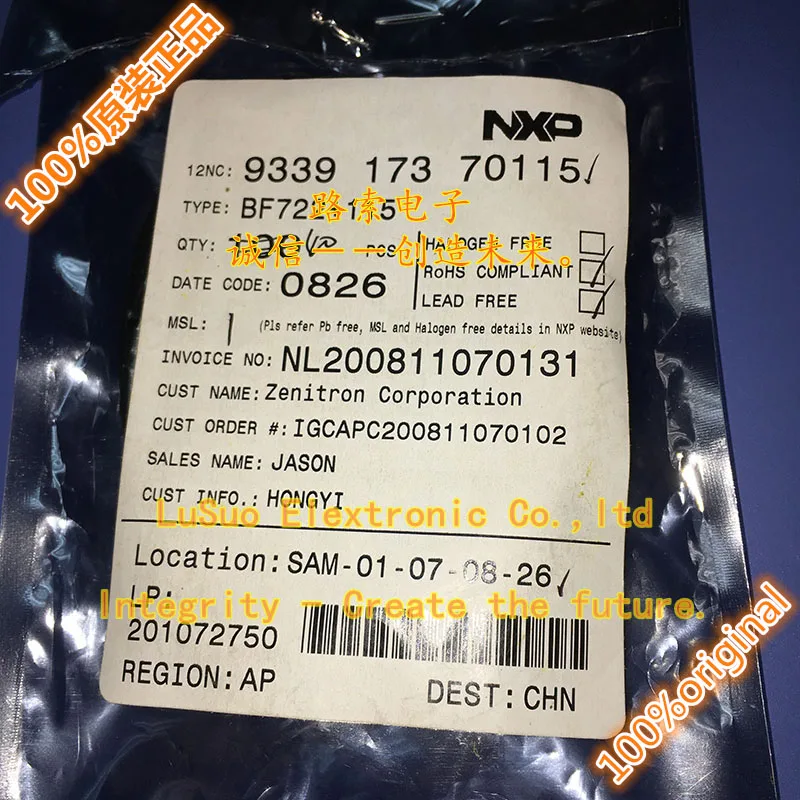 100%原装正品
NXP
12NC: 9339 173 70115
TYPE:
路索电子
QTY: PCS
HALOGEN FREE
诚信——创造未来。
RoHS COMPLIANT
DATE CODE: 0826
LEAD FREE
MSL: 1 (Pls refer Pb free, MSL and Halogen free details in NXP website)
INVOICE NO: NL200811070131
CUST NAME: Zenitron Corporation
CUST ORDER #: IGCAPC200811070102
SALES NAME: JASON
CUST INFO.: HONGYI
LuSuo Elextronic Co.,ltd
Location: SAM-01-07-08-26
LP:
Integrity - Create the future.
201072750
REGION: AP
DEST: CHN
100%original